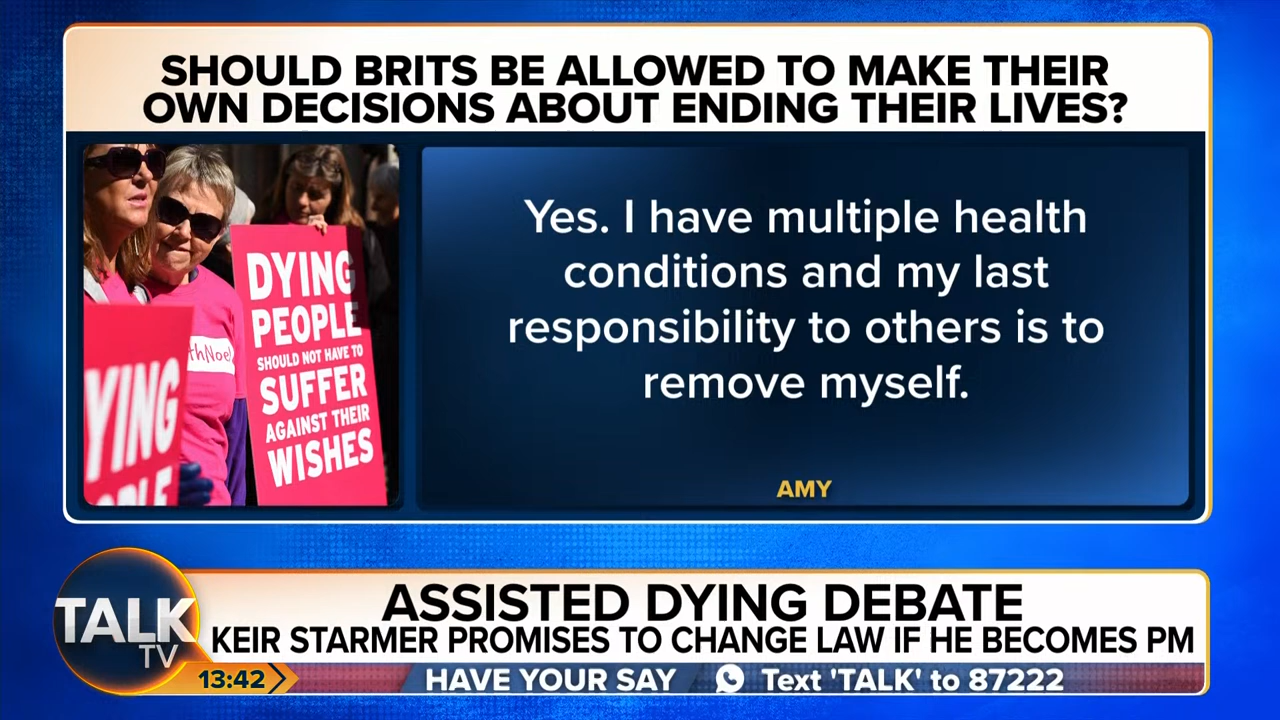 SHOULD BRITS BE ALLOWED TO MAKE THEIR
OWN DECISIONS ABOUT ENDING THEIR LIVES?
DYING
PEOPLE
SHOULD NOT HAVE TO
SUFFER
AGAINST THEIR
WISHES
thNoel
YING
OPLE
Yes. I have multiple health
conditions and my last
responsibility to others is to
remove myself.
AMY
TALK
TV
13:42
ASSISTED DYING DEBATE
KEIR STARMER PROMISES TO CHANGE LAW IF HE BECOMES PM
HAVE YOUR SAY
Text 'TALK' to 87222